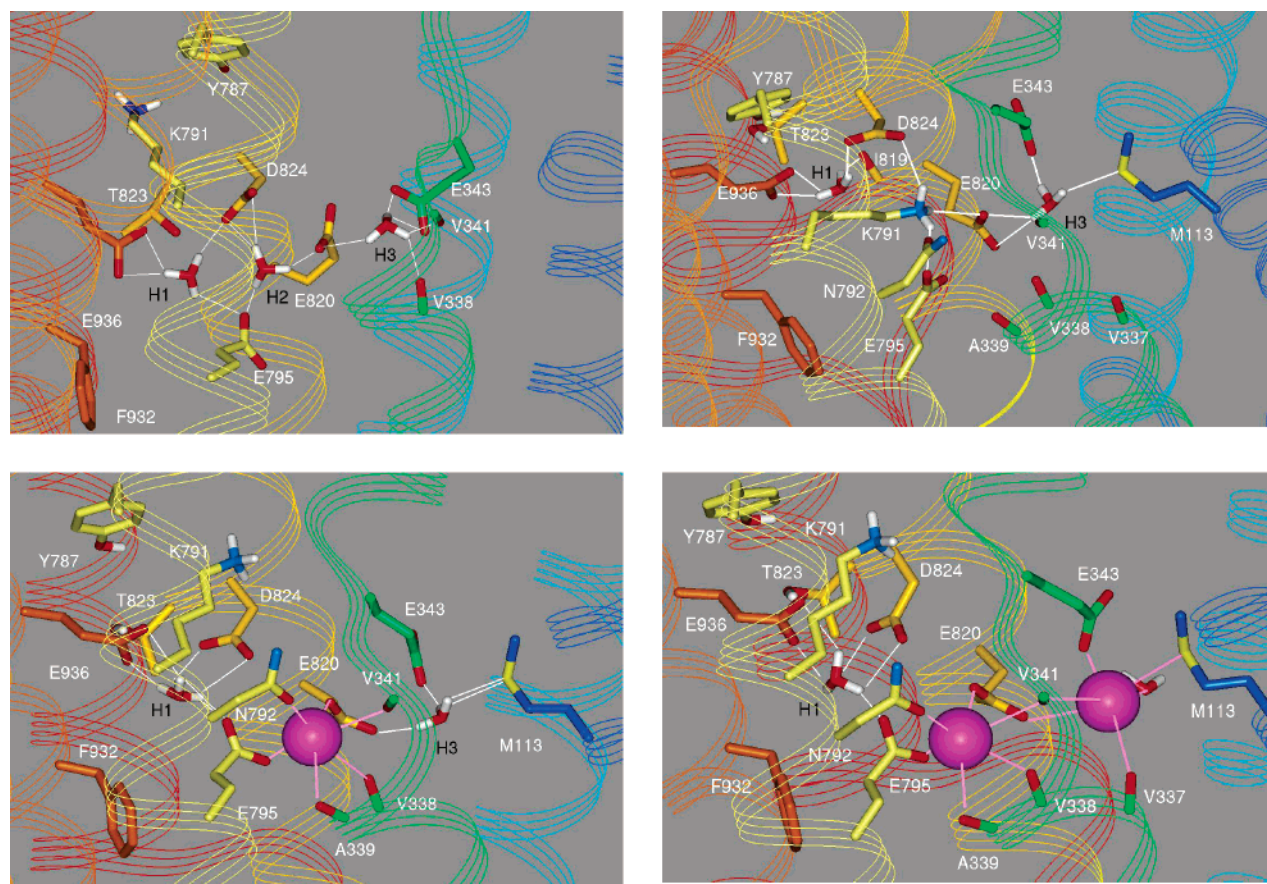 Y787
K791
D824
T823
E343
V341
H3
H1
H2
E820
V338
E936
E795
F932
Y787
E343
D824
T823
I819
H1
E820
E936
K791
V341
H3
M113
N792
V338
V337
F932
E795
A339
Y787
K791
T823
D824
E343
E936
E820
V341
H1
N792
H3
M113
F932
V338
E795
A339
Y787
K791
T823
D824
E343
E936
E820
V341
H1
M113
N792
F932
E795
V338
V337
A339